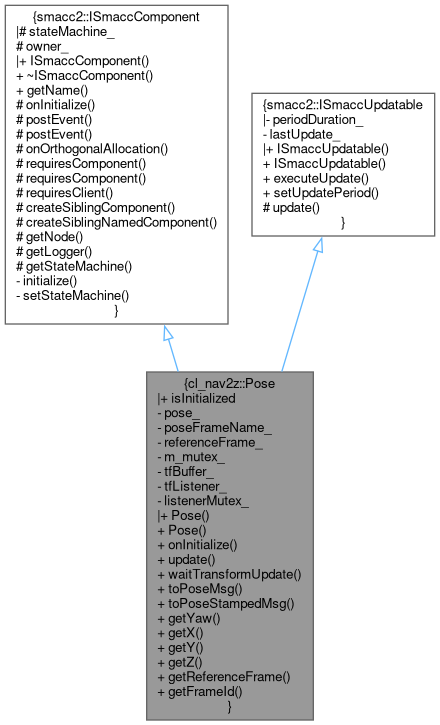 {smacc2::ISmaccComponent
|# stateMachine_
# owner_
|+ ISmaccComponent()
+ ~ISmaccComponent()
+ getName()
# onInitialize()
# postEvent()
# postEvent()
# onOrthogonalAllocation()
# requiresComponent()
# requiresComponent()
# requiresClient()
# createSiblingComponent()
# createSiblingNamedComponent()
# getNode()
# getLogger()
# getStateMachine()
- initialize()
- setStateMachine()
}
{smacc2::ISmaccUpdatable
|- periodDuration_
- lastUpdate_
|+ ISmaccUpdatable()
+ ISmaccUpdatable()
+ executeUpdate()
+ setUpdatePeriod()
# update()
}
{cl_nav2z::Pose
|+ isInitialized
- pose_
- poseFrameName_
- referenceFrame_
- m_mutex_
- tfBuffer_
- tfListener_
- listenerMutex_
|+ Pose()
+ Pose()
+ onInitialize()
+ update()
+ waitTransformUpdate()
+ toPoseMsg()
+ toPoseStampedMsg()
+ getYaw()
+ getX()
+ getY()
+ getZ()
+ getReferenceFrame()
+ getFrameId()
}